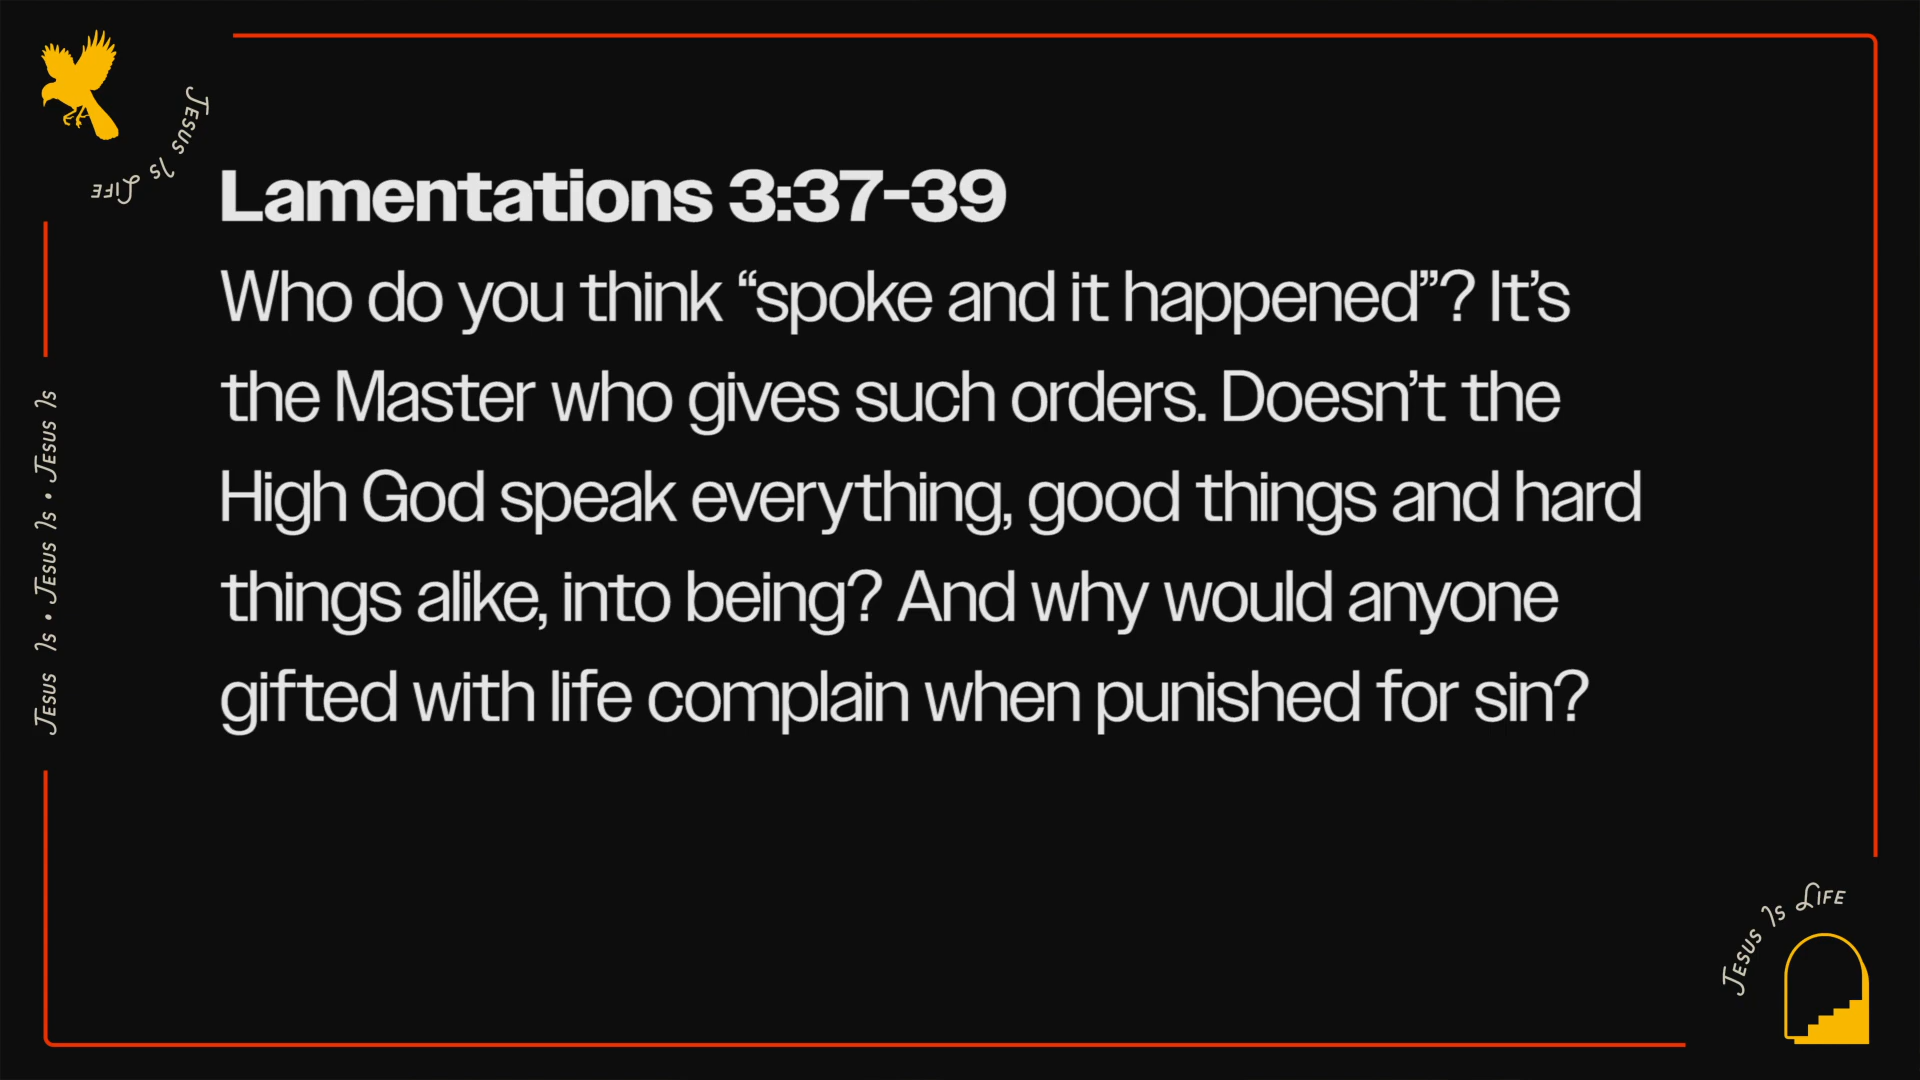 Jesus Is Life
Lamentations 3:37-39
Who do you think “spoke and it happened”? It’s
the Master who gives such orders. Doesn’t the
High God speak everything, good things and hard
things alike, into being? And why would anyone
gifted with life complain when punished for sin?
Jesus Is • Jesus Is • Jesus Is
Jesus Is Life